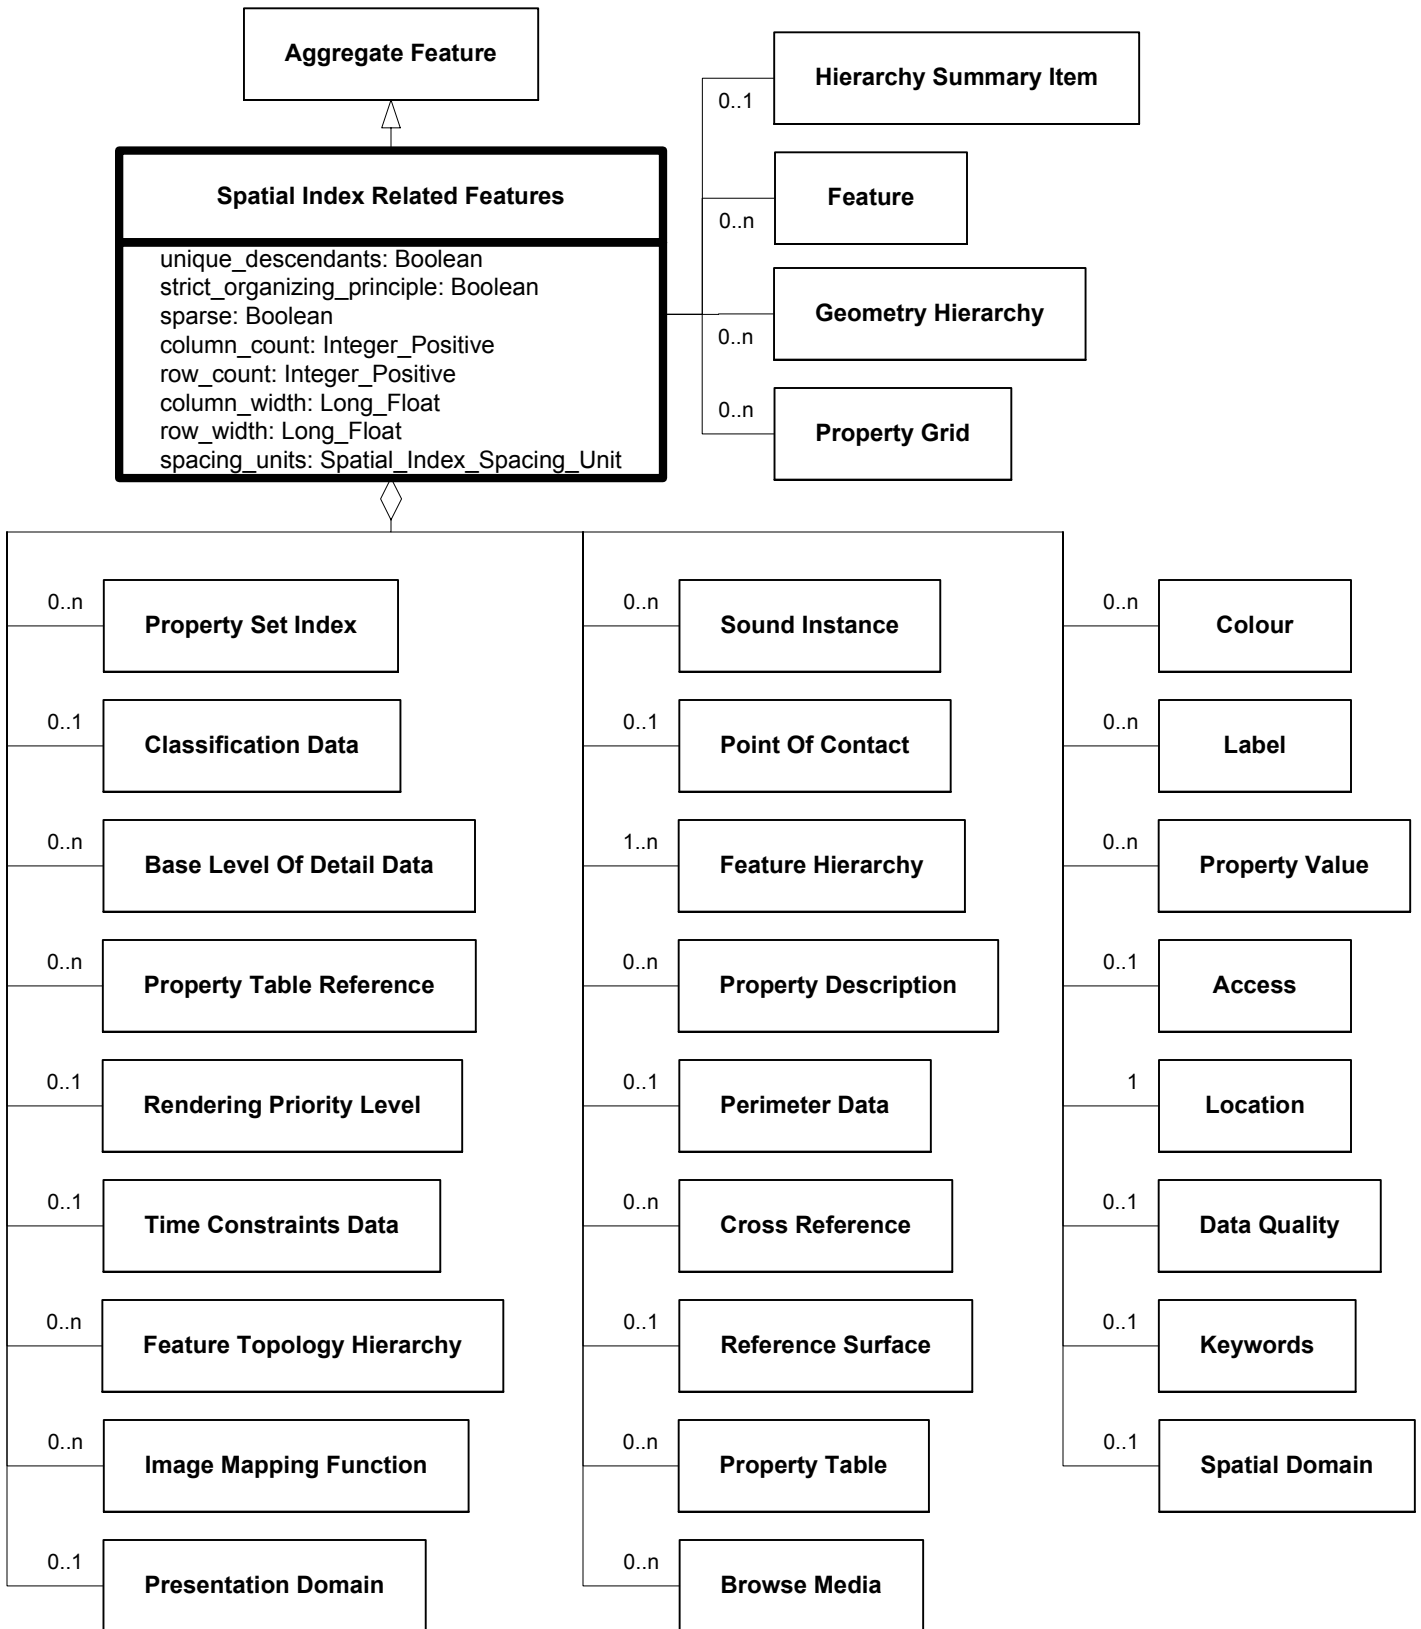 Aggregate Feature
Hierarchy Summary Item
0..1
Spatial Index Related Features
Feature
0..n
unique_descendants: Boolean
strict_organizing_principle: Boolean
sparse: Boolean
column_count: Integer_Positive
row_count: Integer_Positive
column_width: Long_Float
row_width: Long_Float
spacing_units: Spatial_Index_Spacing_Unit
Geometry Hierarchy
0..n
0..n
Property Grid
0..n
Property Set Index
0..n
Sound Instance
0..n
Colour
0..1
Classification Data
0..1
Point Of Contact
0..n
Label
0..n
Base Level Of Detail Data
1..n
Feature Hierarchy
0..n
Property Value
0..n
Property Table Reference
0..n
Property Description
0..1
Access
0..1
Rendering Priority Level
0..1
Perimeter Data
1
Location
0..1
Time Constraints Data
0..n
Cross Reference
0..1
Data Quality
0..n
Feature Topology Hierarchy
0..1
Reference Surface
0..1
Keywords
0..n
Image Mapping Function
0..n
Property Table
0..1
Spatial Domain
0..1
Presentation Domain
0..n
Browse Media